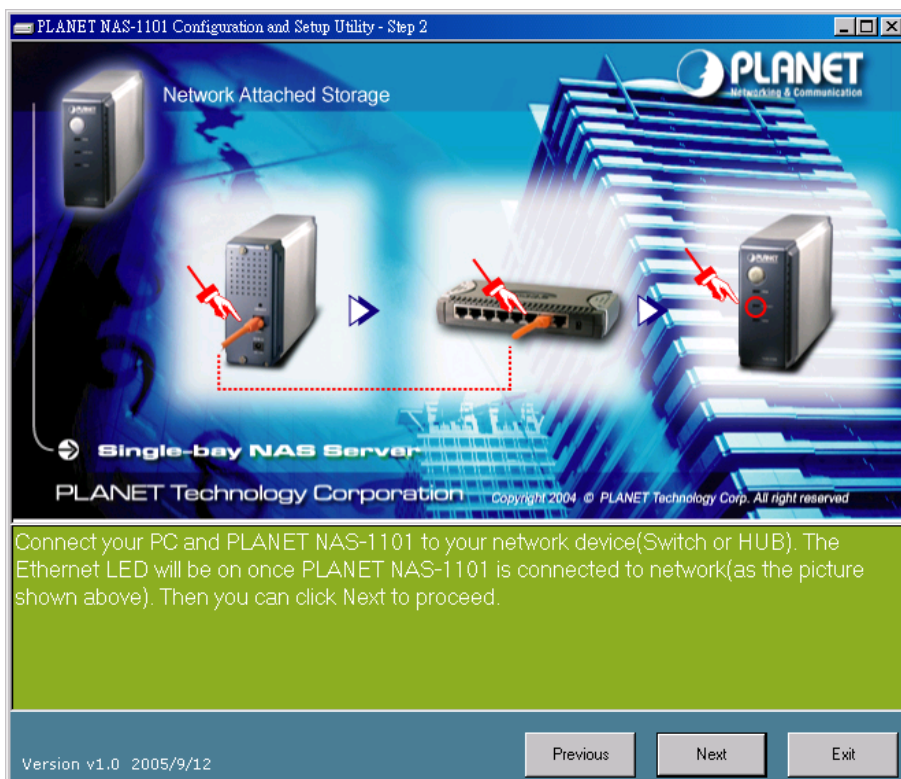 PLANET NAS-1101 Configuration and Setup Utility - Step 2
PLANET
Networking & Communication
Network Attached Storage
Single-bay NAS Server
PLANET Technology Corporation
Copyright 2004 © PLANET Technology Corp. All right reserved
Connect your PC and PLANET NAS-1101 to your network device(Switch or HUB). The
Ethernet LED will be on once PLANET NAS-1101 is connected to network(as the picture
shown above). Then you can click Next to proceed.
Version v1.0 2005/9/12
Previous
Next
Exit